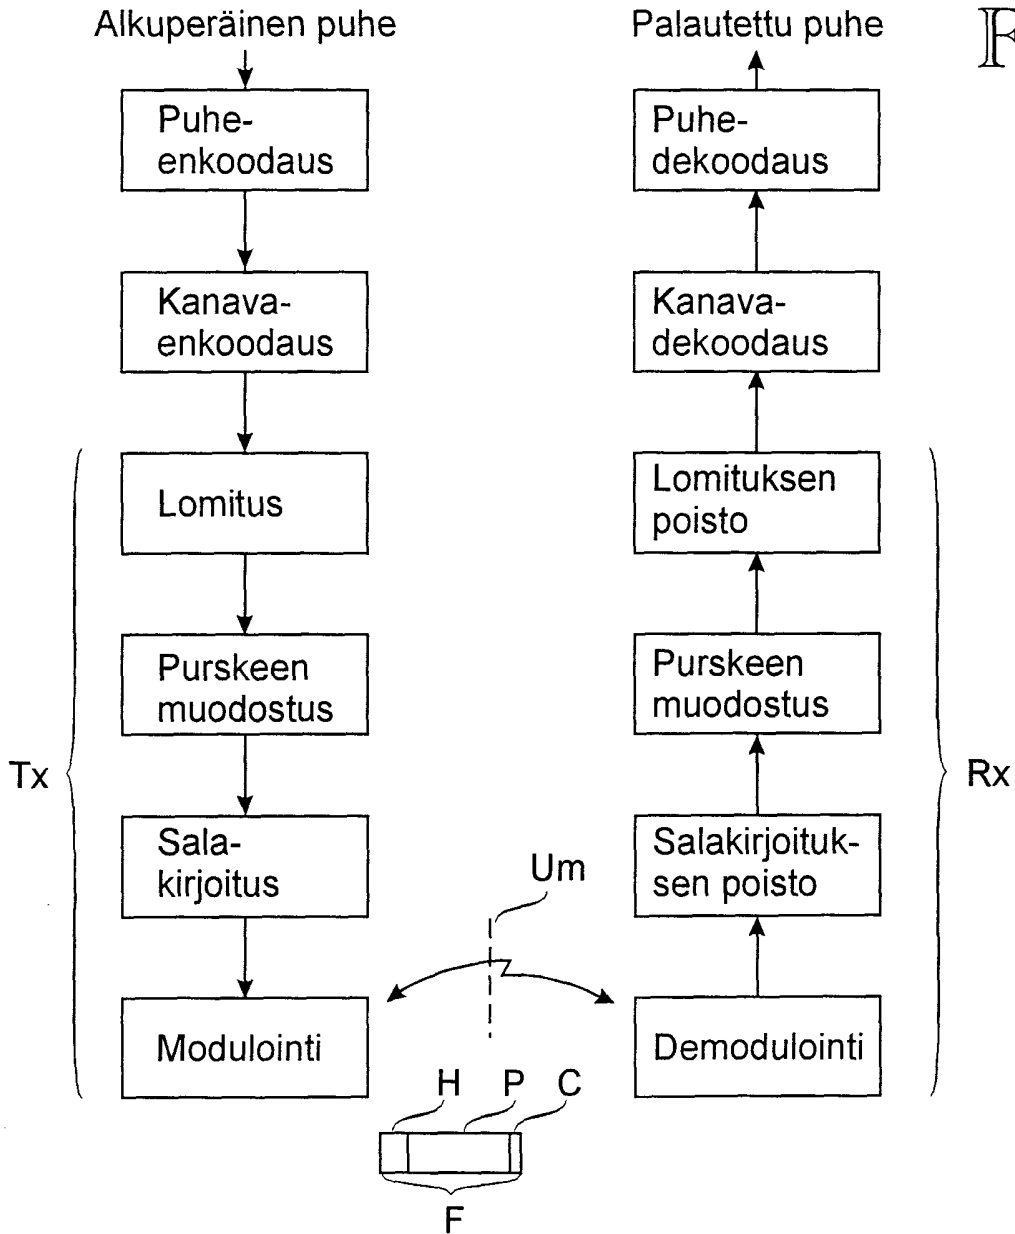 Alkuperäinen puhe
Puhe-
enkoodaus
Kanava-
enkoodaus
Lomitus
Purskeen
muodostus
Sala-
kirjoitus
Modulointi
Tx
Palautettu puhe
Puhe-
dekoodaus
Kanava-
dekoodaus
Lomituksen
poisto
Purskeen
muodostus
Salakirjoituk-
sen poisto
Demodulointi
Rx
Um
H P C
F